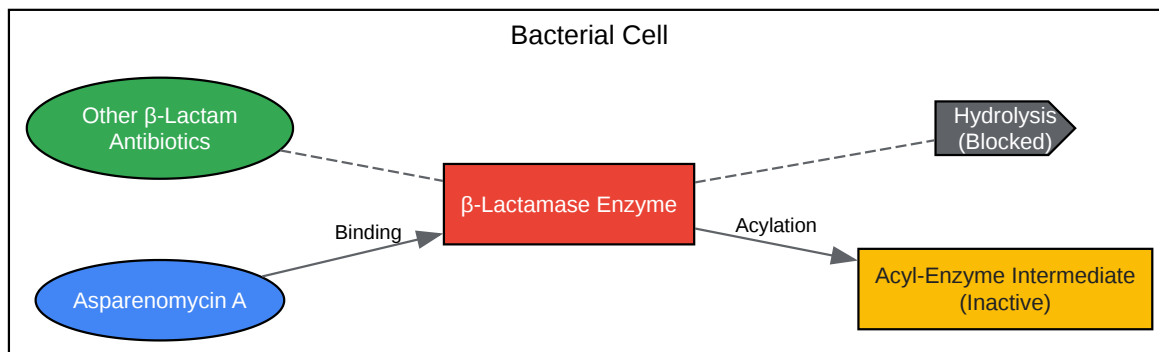 Bacterial Cell
Other β-Lactam
Antibiotics
Hydrolysis
(Blocked)
β-Lactamase Enzyme
Binding
Acylation
Asparenomycin A
Acyl-Enzyme Intermediate
(Inactive)